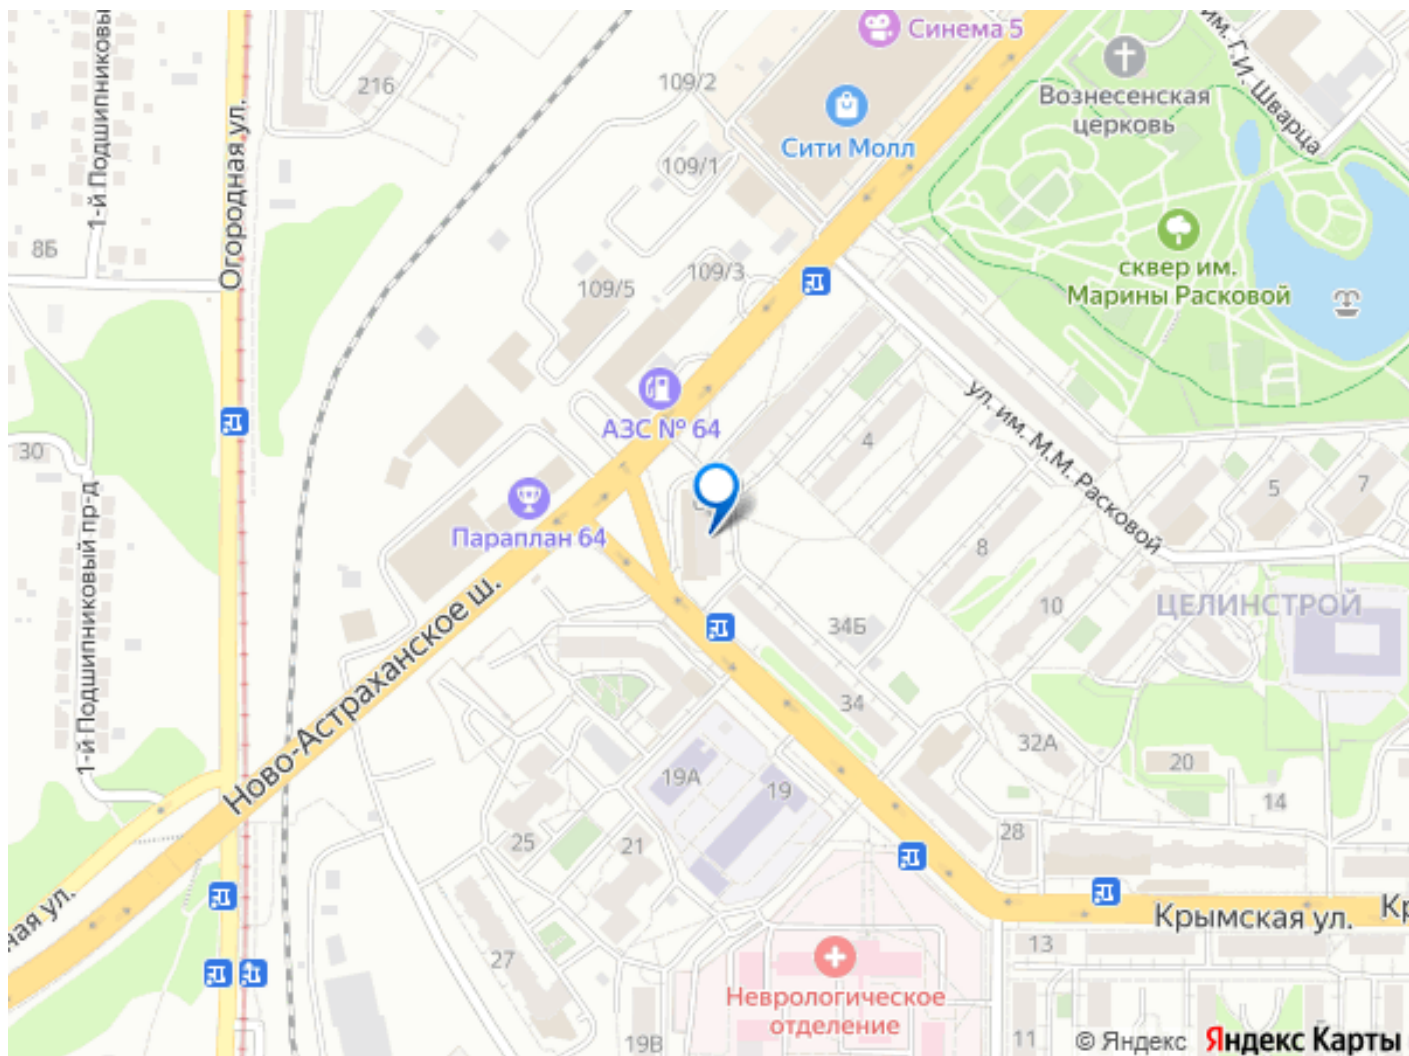 Синема 5
им. Г.И. Шварца
1-й Подшипниковый
216
109/2
Вознесенская
церковь
Огородная ул.
Сити Молл
109/1
8Б
109/3
109/5
сквер им.
Марины Расковой
АЗС № 64
ул. им. М.М. Расковой
4
30
5
7
Параплан 64
8
1-й Подшипниковый пр-д
Ново-Астраханское ш.
10
ЦЕЛИНСТРОЙ
34Б
34
32А
20
19А
19
14
25
21
28
ная ул.
Крымская ул.
Кр
13
27
Неврологическое
отделение
19В
11
© Яндекс Яндекс Карты